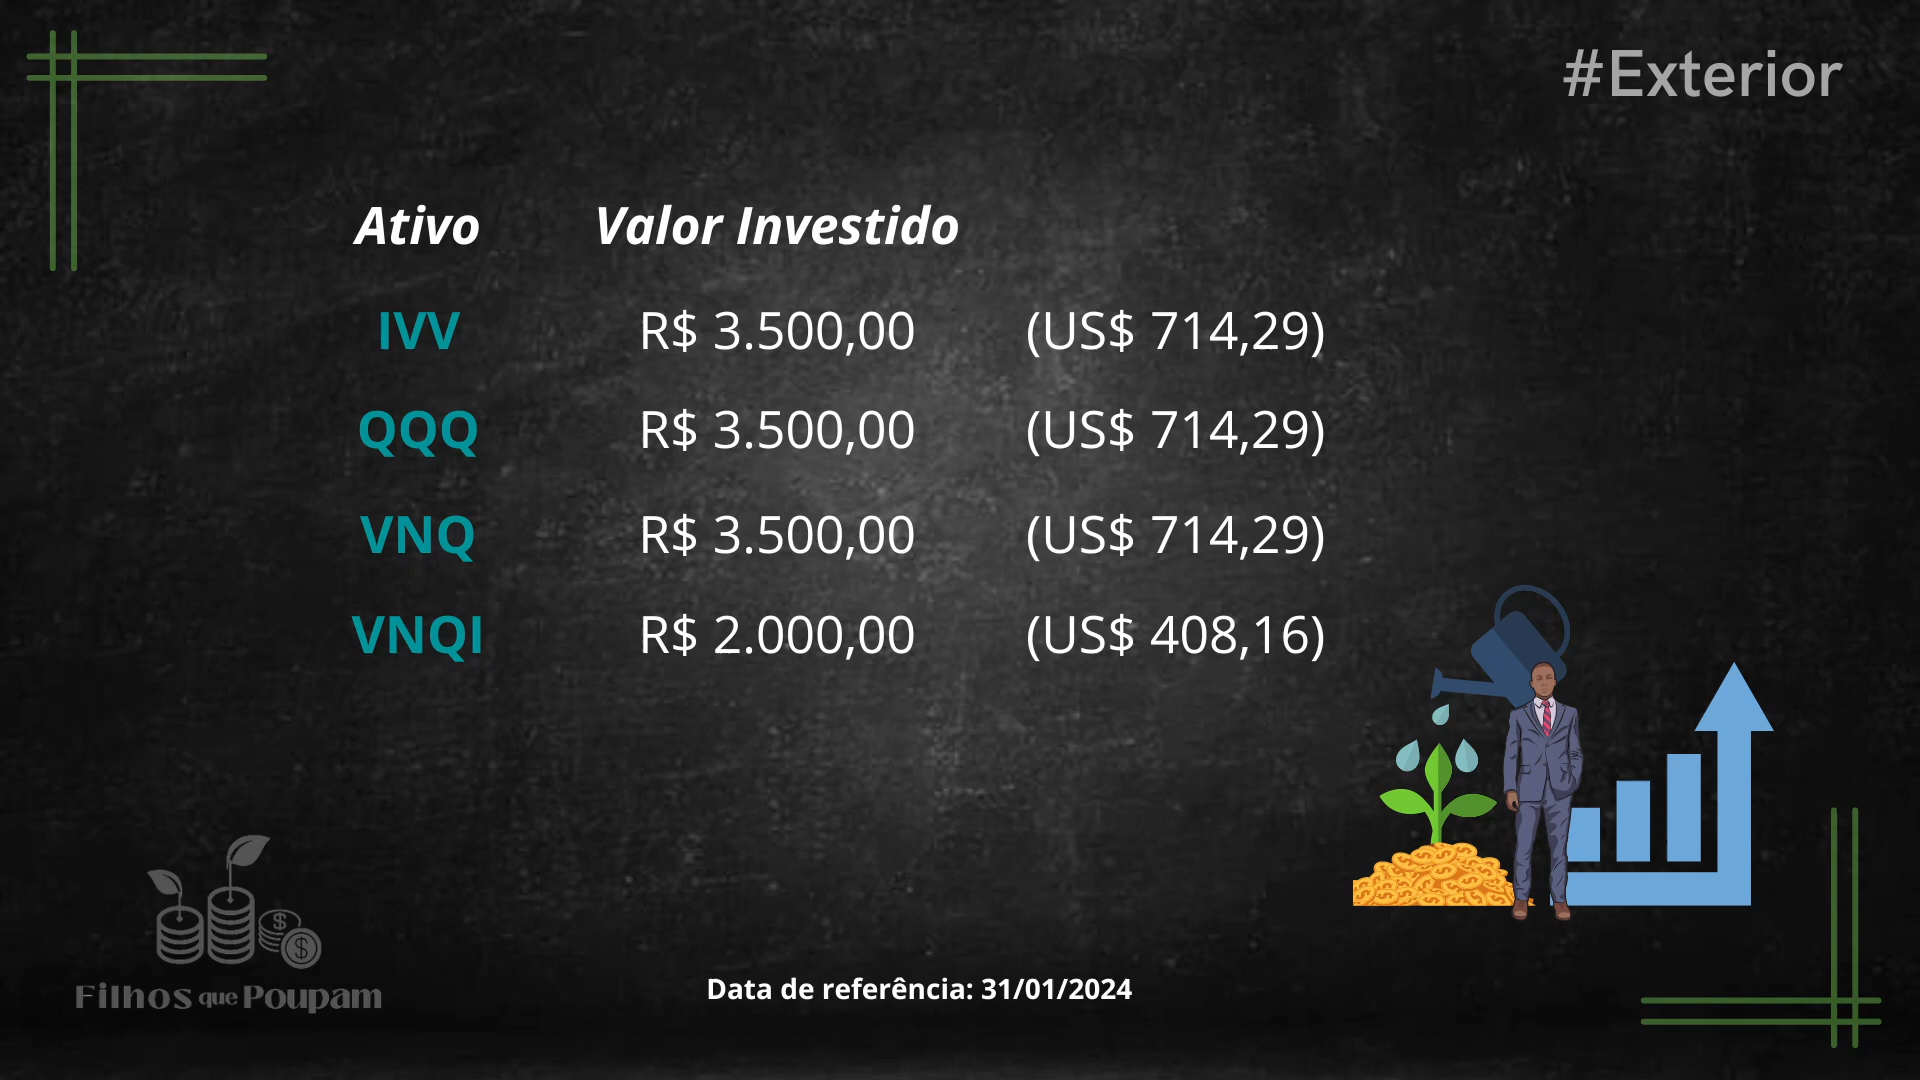 #Exterior
Ativo Valor Investido
IVV R$ 3.500,00 (US$ 714,29)
QQQ R$ 3.500,00 (US$ 714,29)
VNQ R$ 3.500,00 (US$ 714,29)
VNQI R$ 2.000,00 (US$ 408,16)
Filhos que Poupam
Data de referência: 31/01/2024